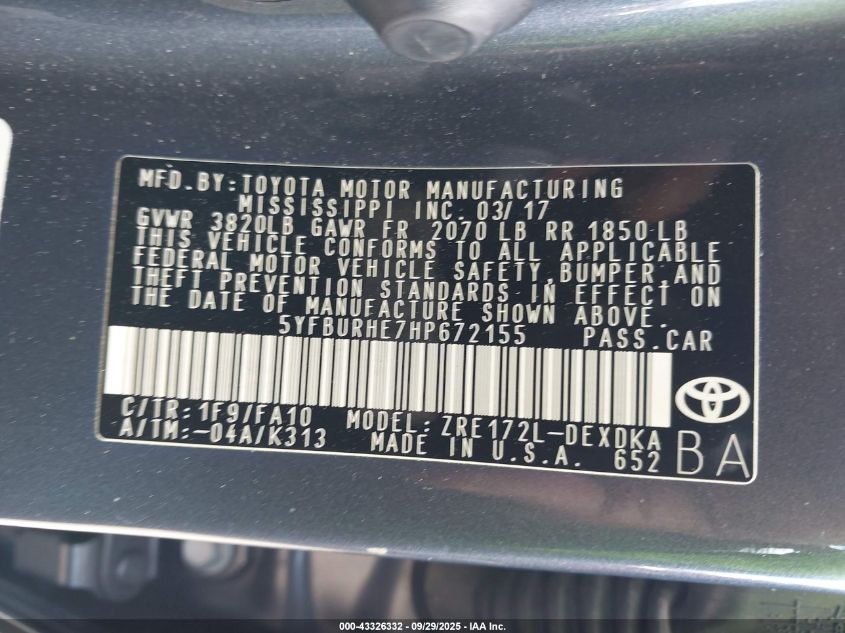 MFD.BY:TOYOTA MOTOR MANUFACTURING
MISSISSIPPI INC. 03/17
GVWR 3820LB GAWR FR 2070 LB RR 1850 LB
THIS VEHICLE CONFORMS TO ALL APPLICABLE
FEDERAL MOTOR VEHICLE SAFETY, BUMPER, AND
THEFT PREVENTION STANDARDS IN EFFECT ON
THE DATE OF MANUFACTURE SHOWN ABOVE.
5YFBURHE7HP672155 PASS.CAR
C/TR:1F9/FA10 MODEL:ZRE172L-DEXDKA
A/TM:-04A/K313 MADE IN U.S.A. 652 BA
000-43326332 - 09/29/2025 - IAA Inc.